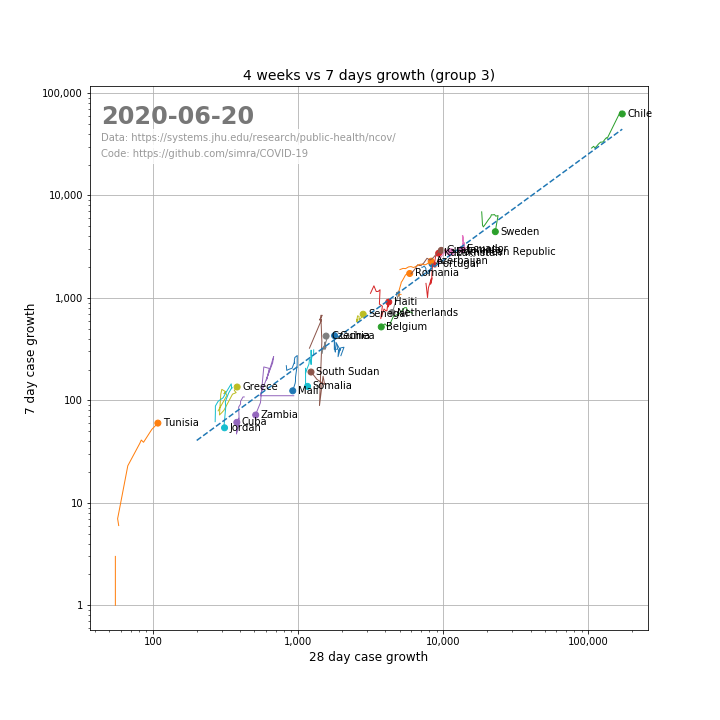 4 weeks vs 7 days growth (group 3)
2020-06-20
Data: https://systems.jhu.edu/research/public-health/ncov/
Code: https://github.com/simra/COVID-19
100,000
10,000
1,000
100
10
1
7 day case growth
Chile
Sweden
Ecuador
Republic
Azerbaijan
Portugal
Romania
Haiti
Netherlands
Senegal
Belgium
South Sudan
Somalia
Mali
Greece
Zambia
Cuba
Jordan
Tunisia
100
1,000
10,000
100,000
28 day case growth